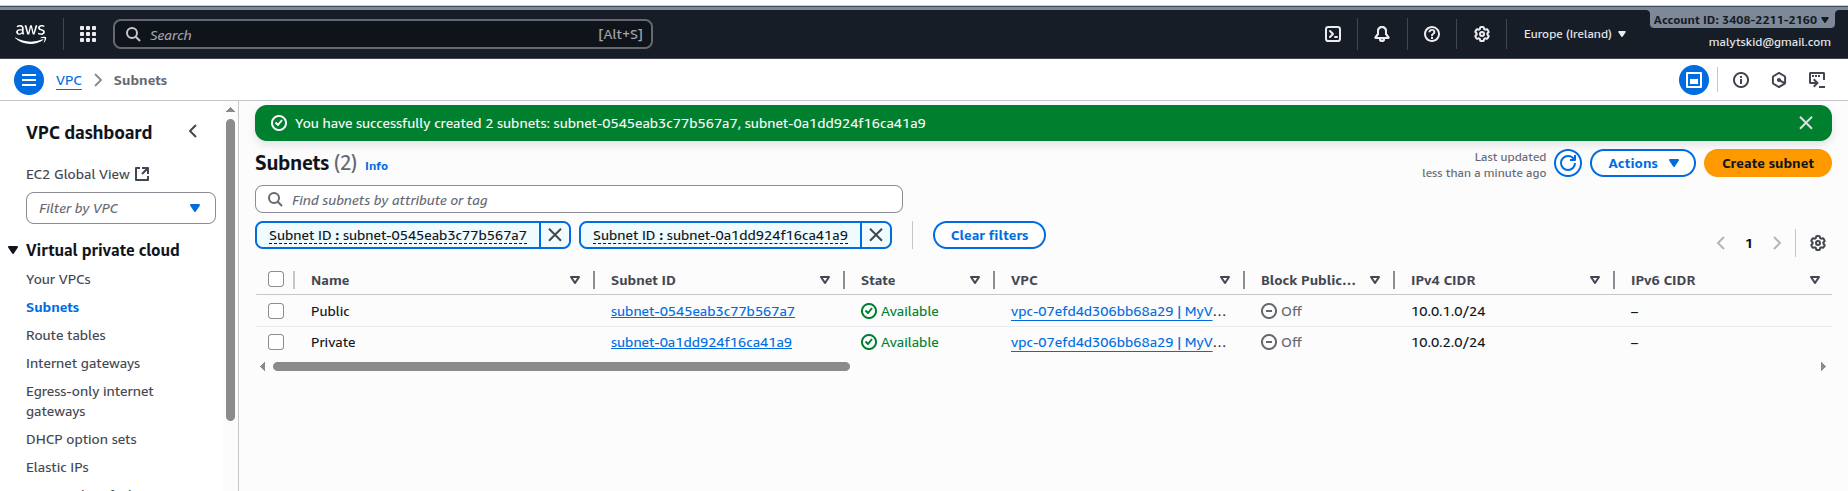 aws
Search [Alt+S]
Europe (Ireland)
Account ID: 3408-2211-2160
malytskid@gmail.com
VPC
Subnets
VPC dashboard
EC2 Global View
Filter by VPC
Virtual private cloud
Your VPCs
Subnets
Route tables
Internet gateways
Egress-only internet
gateways
DHCP option sets
Elastic IPs
You have successfully created 2 subnets: subnet-0545eab3c77b567a7, subnet-0a1dd924f16ca41a9
Subnets (2) Info
Last updated
less than a minute ago
Actions
Create subnet
Find subnets by attribute or tag
Subnet ID : subnet-0545eab3c77b567a7
Subnet ID : subnet-0a1dd924f16ca41a9
Clear filters
1
Name Subnet ID State VPC Block Public... IPv4 CIDR IPv6 CIDR
Public subnet-0545eab3c77b567a7 Available vpc-07efd4d306bb68a29 | MyV... Off 10.0.1.0/24 –
Private subnet-0a1dd924f16ca41a9 Available vpc-07efd4d306bb68a29 | MyV... Off 10.0.2.0/24 –